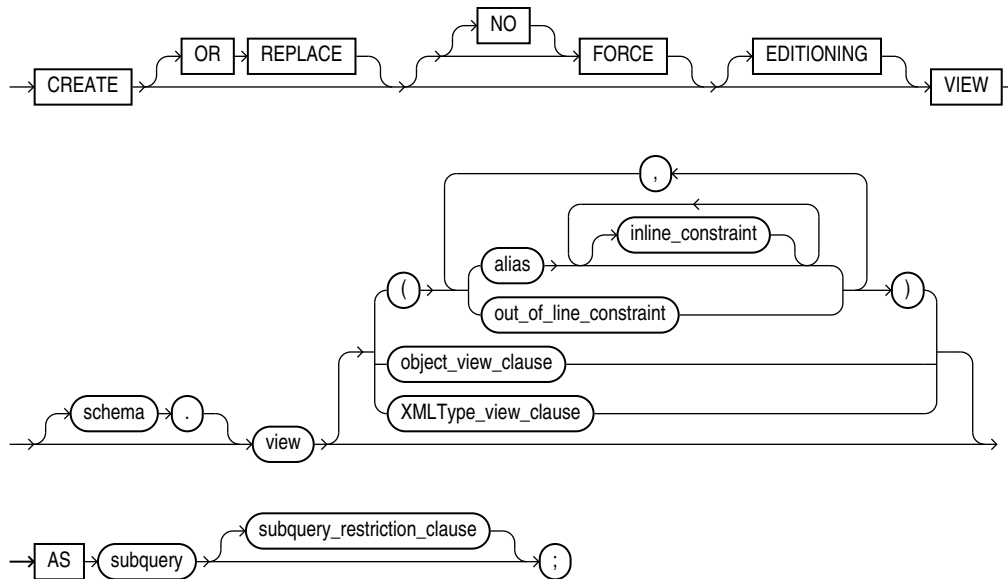 NO
OR REPLACE FORCE EDITIONING
CREATE VIEW
,
inline_constraint
alias
( )
out_of_line_constraint
object_view_clause
schema . XMLType_view_clause
view
subquery_restriction_clause
AS subquery ;